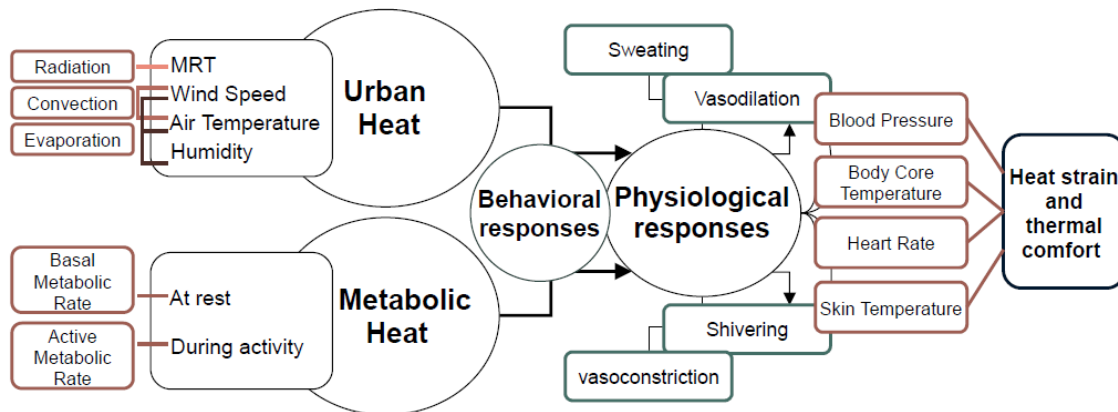 Radiation
Convection
Evaporation
MRT
Wind Speed
Air Temperature
Humidity
Urban
Heat
Basal
Metabolic
Rate
Active
Metabolic
Rate
At rest
During activity
Metabolic
Heat
Behavioral
responses
Physiological
responses
Sweating
Vasodilation
Shivering
vasoconstriction
Blood Pressure
Body Core
Temperature
Heart Rate
Skin Temperature
Heat strain
and
thermal
comfort